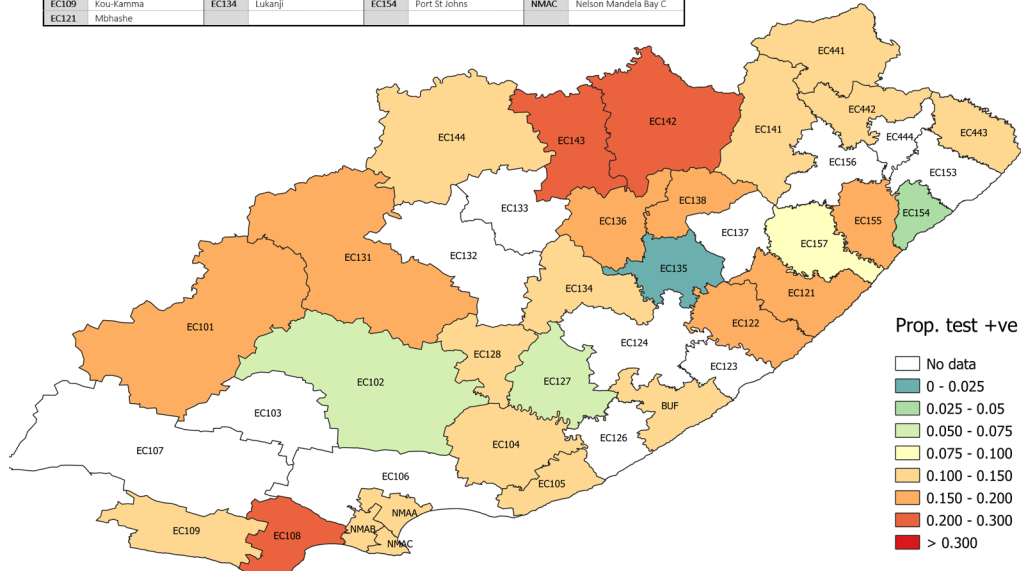 EC109 Kou-Kamma EC134 Lukanji EC154 Port St Johns NMAC Nelson Mandela Bay C
EC121 Mbhashe
EC441
EC442
EC443
EC444
EC141
EC142
EC143
EC144
EC156
EC153
EC154
EC155
EC138
EC136
EC133
EC137
EC157
EC132
EC131
EC135
EC134
EC121
EC122
EC101
EC124
EC128
EC123
EC102
EC127
BUF
EC103
EC126
EC104
EC107
EC106
EC105
EC109
EC108
NMAA
NMAB
NMAC
Prop. test +ve
No data
0 - 0.025
0.025 - 0.05
0.050 - 0.075
0.075 - 0.100
0.100 - 0.150
0.150 - 0.200
0.200 - 0.300
> 0.300